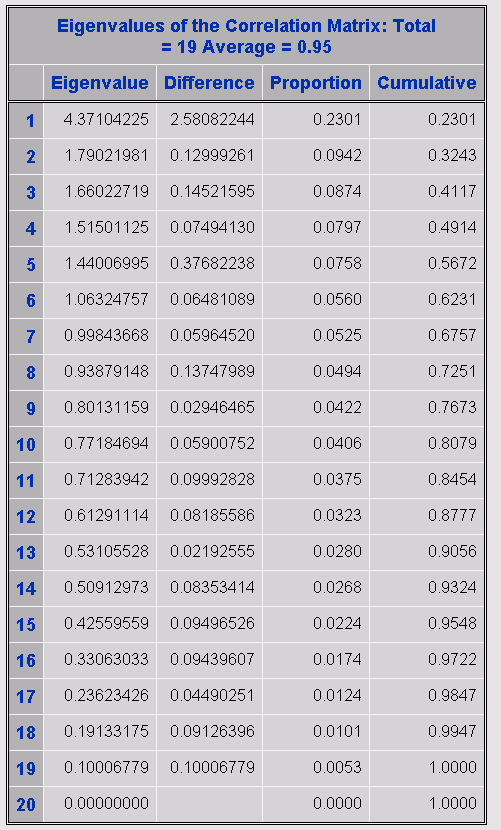 Eigenvalues of the Correlation Matrix: Total
= 19 Average = 0.95
Eigenvalue Difference Proportion Cumulative
1 4.37104225 2.58082244 0.2301 0.2301
2 1.79021981 0.12999261 0.0942 0.3243
3 1.66022719 0.14521595 0.0874 0.4117
4 1.51501125 0.07494130 0.0797 0.4914
5 1.44006995 0.37682238 0.0758 0.5672
6 1.06324757 0.06481089 0.0560 0.6231
7 0.99843668 0.05964520 0.0525 0.6757
8 0.93879148 0.13747989 0.0494 0.7251
9 0.80131159 0.02946465 0.0422 0.7673
10 0.77184694 0.05900752 0.0406 0.8079
11 0.71283942 0.09992828 0.0375 0.8454
12 0.61291114 0.08185586 0.0323 0.8777
13 0.53105528 0.02192555 0.0280 0.9056
14 0.50912973 0.08353414 0.0268 0.9324
15 0.42559559 0.09496526 0.0224 0.9548
16 0.33063033 0.09439607 0.0174 0.9722
17 0.23623426 0.04490251 0.0124 0.9847
18 0.19133175 0.09126396 0.0101 0.9947
19 0.10006779 0.10006779 0.0053 1.0000
20 0.00000000 0.0000 1.0000